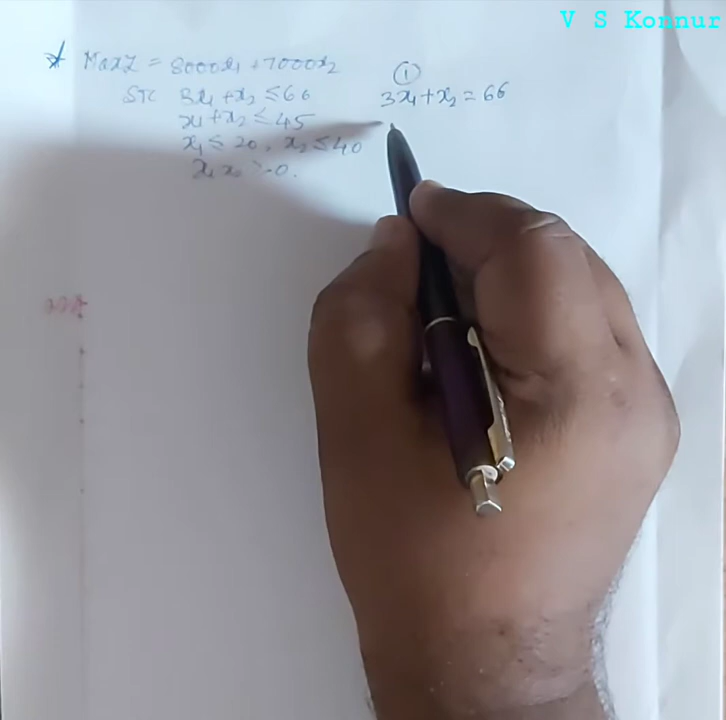 V S Konnur
* Max Z = 8000x₁ + 7000x₂
STC 3x₁ + x₂ ≤ 66
x₁ + x₂ ≤ 45
x₁ ≤ 20, x₂ ≤ 40
x₁ x₂ ≥ 0.
①
3x₁ + x₂ = 66